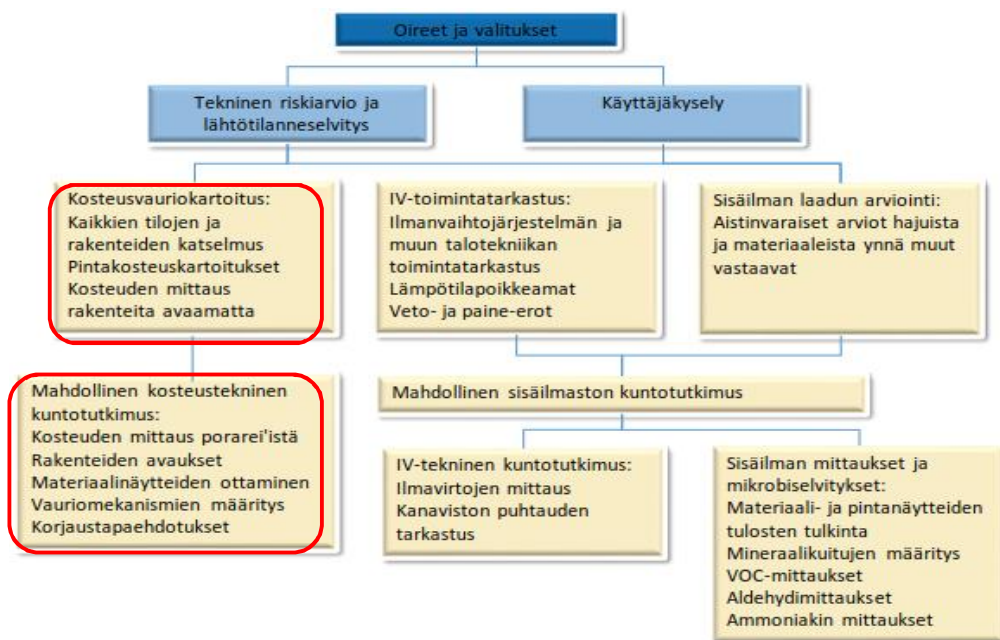 Oireet ja valitukset
Tekninen riskiarvio ja
lähtötilanneselvitys
Käyttäjäkysely
Kosteusvauriokartoitus:
Kaikkien tilojen ja
rakenteiden katselmus
Pintakosteuskartoitukset
Kosteuden mittaus
rakenteita avaamatta
IV-toimintatarkastus:
Ilmanvaihtojärjestelmän ja
muun talotekniikan
toimintatarkastus
Lämpötilapoikkeamat
Veto- ja paine-erot
Sisäilman laadun arviointi:
Aistinvaraiset arviot hajuista
ja materiaaleista ynnä muut
vastaavat
Mahdollinen kosteustekninen
kuntotutkimus:
Kosteuden mittaus porarei'istä
Rakenteiden avaukset
Materiaalinäytteiden ottaminen
Vauriomekanismien määritys
Korjaustapaehdotukset
Mahdollinen sisäilmaston kuntotutkimus
IV-tekninen kuntotutkimus:
Ilmavirtojen mittaus
Kanaviston puhtauden
tarkastus
Sisäilman mittaukset ja
mikrobiselvitykset:
Materiaali- ja pintanäytteiden
tulosten tulkinta
Mineraalikuitujen määritys
VOC-mittaukset
Aldehydimittaukset
Ammoniakin mittaukset